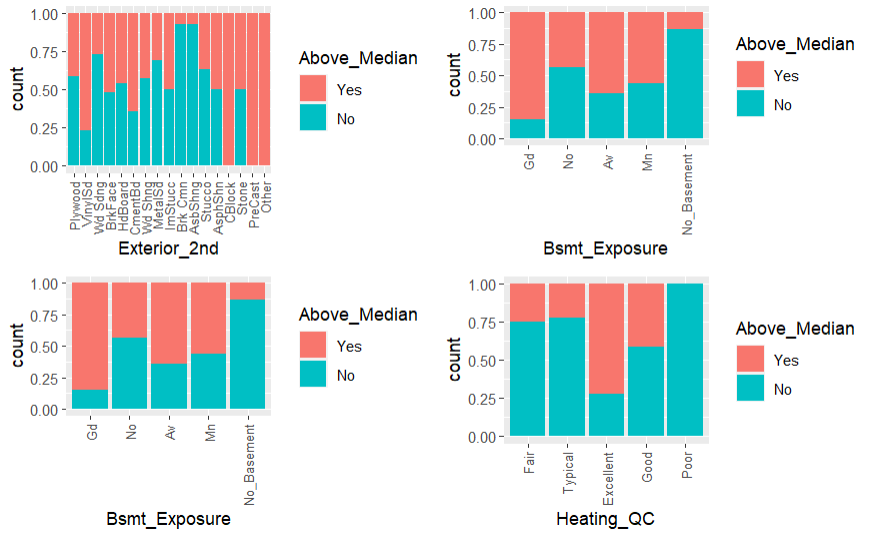 1.00
0.75
0.50
0.25
0.00
count
Plywood
VinylSd
Wd Sdng
BrkFace
HdBoard
CmentBd
Wd Shng
MetalSd
ImStucc
Brk Cmn
AsbShng
Stucco
AsphShn
CBlock
Stone
PreCast
Other
Exterior_2nd
Above_Median
Yes
No
1.00
0.75
0.50
0.25
0.00
count
Gd
No
Av
Mn
No_Basement
Bsmt_Exposure
Above_Median
Yes
No
1.00
0.75
0.50
0.25
0.00
count
Gd
No
Av
Mn
No_Basement
Bsmt_Exposure
Above_Median
Yes
No
1.00
0.75
0.50
0.25
0.00
count
Fair
Typical
Excellent
Good
Poor
Heating_QC
Above_Median
Yes
No